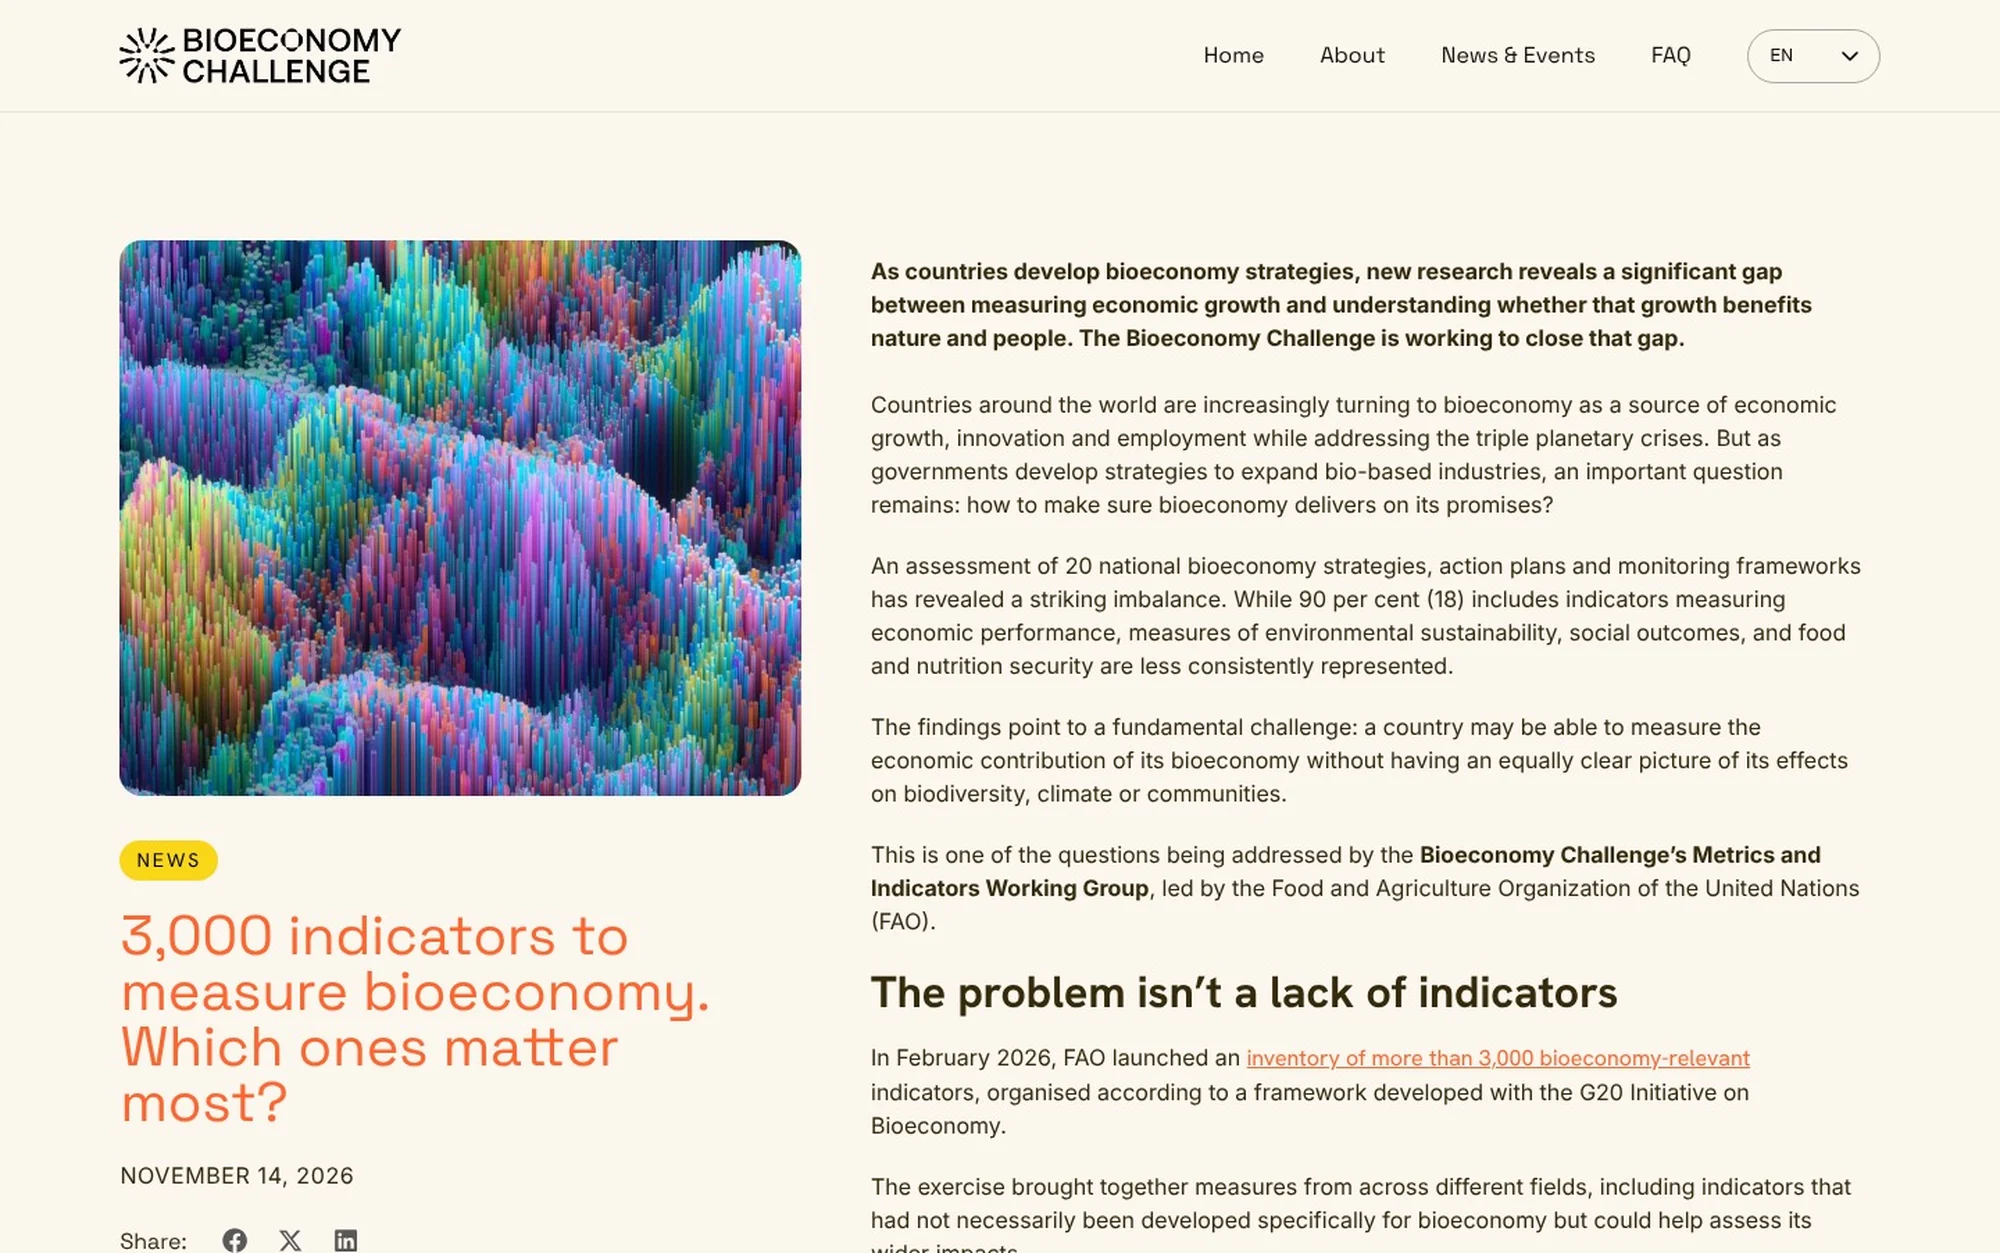 BIOECONOMY
CHALLENGE
Home
About
News & Events
FAQ
EN
NEWS
3,000 indicators to
measure bioeconomy.
Which ones matter
most?
NOVEMBER 14, 2026
Share:
As countries develop bioeconomy strategies, new research reveals a significant gap
between measuring economic growth and understanding whether that growth benefits
nature and people. The Bioeconomy Challenge is working to close that gap.
Countries around the world are increasingly turning to bioeconomy as a source of economic
growth, innovation and employment while addressing the triple planetary crises. But as
governments develop strategies to expand bio-based industries, an important question
remains: how to make sure bioeconomy delivers on its promises?
An assessment of 20 national bioeconomy strategies, action plans and monitoring frameworks
has revealed a striking imbalance. While 90 per cent (18) includes indicators measuring
economic performance, measures of environmental sustainability, social outcomes, and food
and nutrition security are less consistently represented.
The findings point to a fundamental challenge: a country may be able to measure the
economic contribution of its bioeconomy without having an equally clear picture of its effects
on biodiversity, climate or communities.
This is one of the questions being addressed by the Bioeconomy Challenge’s Metrics and
Indicators Working Group, led by the Food and Agriculture Organization of the United Nations
(FAO).
The problem isn’t a lack of indicators
In February 2026, FAO launched an inventory of more than 3,000 bioeconomy-relevant
indicators, organised according to a framework developed with the G20 Initiative on
Bioeconomy.
The exercise brought together measures from across different fields, including indicators that
had not necessarily been developed specifically for bioeconomy but could help assess its
wider impacts.